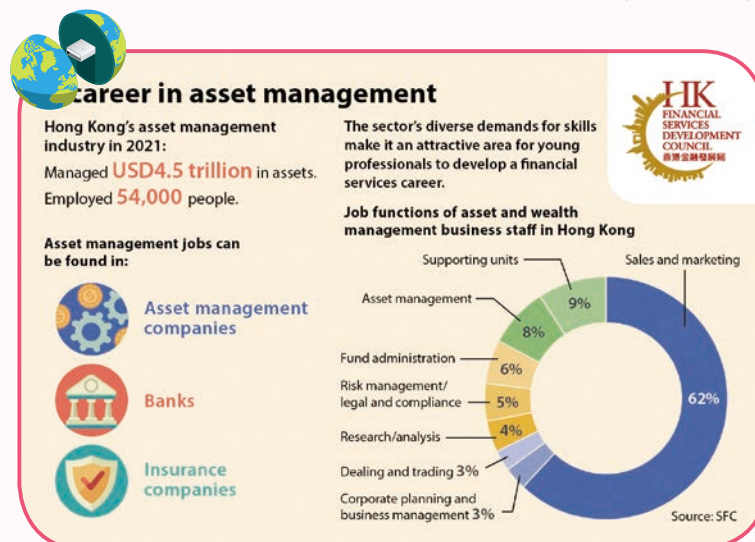 career in asset management
Hong Kong's asset management
industry in 2021:
Managed USD4.5 trillion in assets.
Employed 54,000 people.
Asset management jobs can
be found in:
Asset management
companies
Banks
Insurance
companies
The sector's diverse demands for skills
make it an attractive area for young
professionals to develop a financial
services career.
Job functions of asset and wealth
management business staff in Hong Kong
Supporting units
9%
Sales and marketing
62%
Asset management
8%
Fund administration
6%
Risk management/
legal and compliance
5%
Research/analysis
4%
Dealing and trading 3%
Corporate planning and
business management 3%
Source: SFC
HK
FINANCIAL
SERVICES
DEVELOPMENT
COUNCIL
香港金融發展局